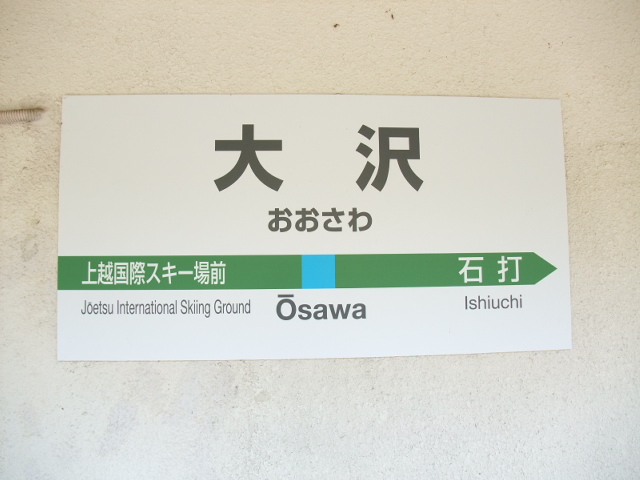 大沢
おおさわ
上越国際スキー場前 石打
Jōetsu International Skiing Ground Ōsawa Ishiuchi